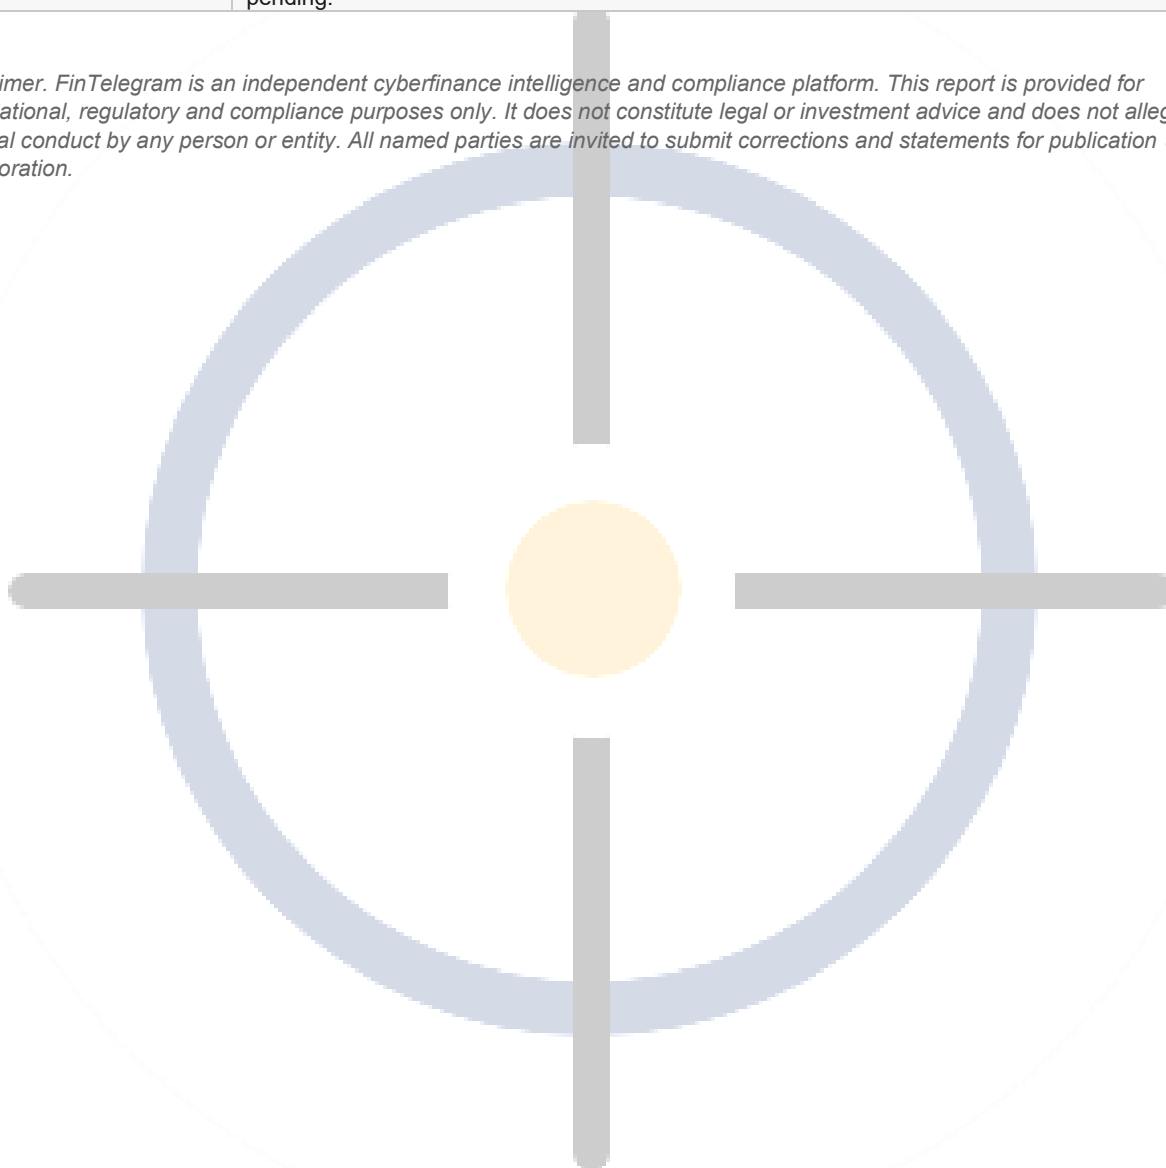 pending.
imer. FinTelegram is an independent cyberfinance intelligence and compliance platform. This report is provided for
ational, regulatory and compliance purposes only. It does not constitute legal or investment advice and does not alleg
al conduct by any person or entity. All named parties are invited to submit corrections and statements for publication
oration.